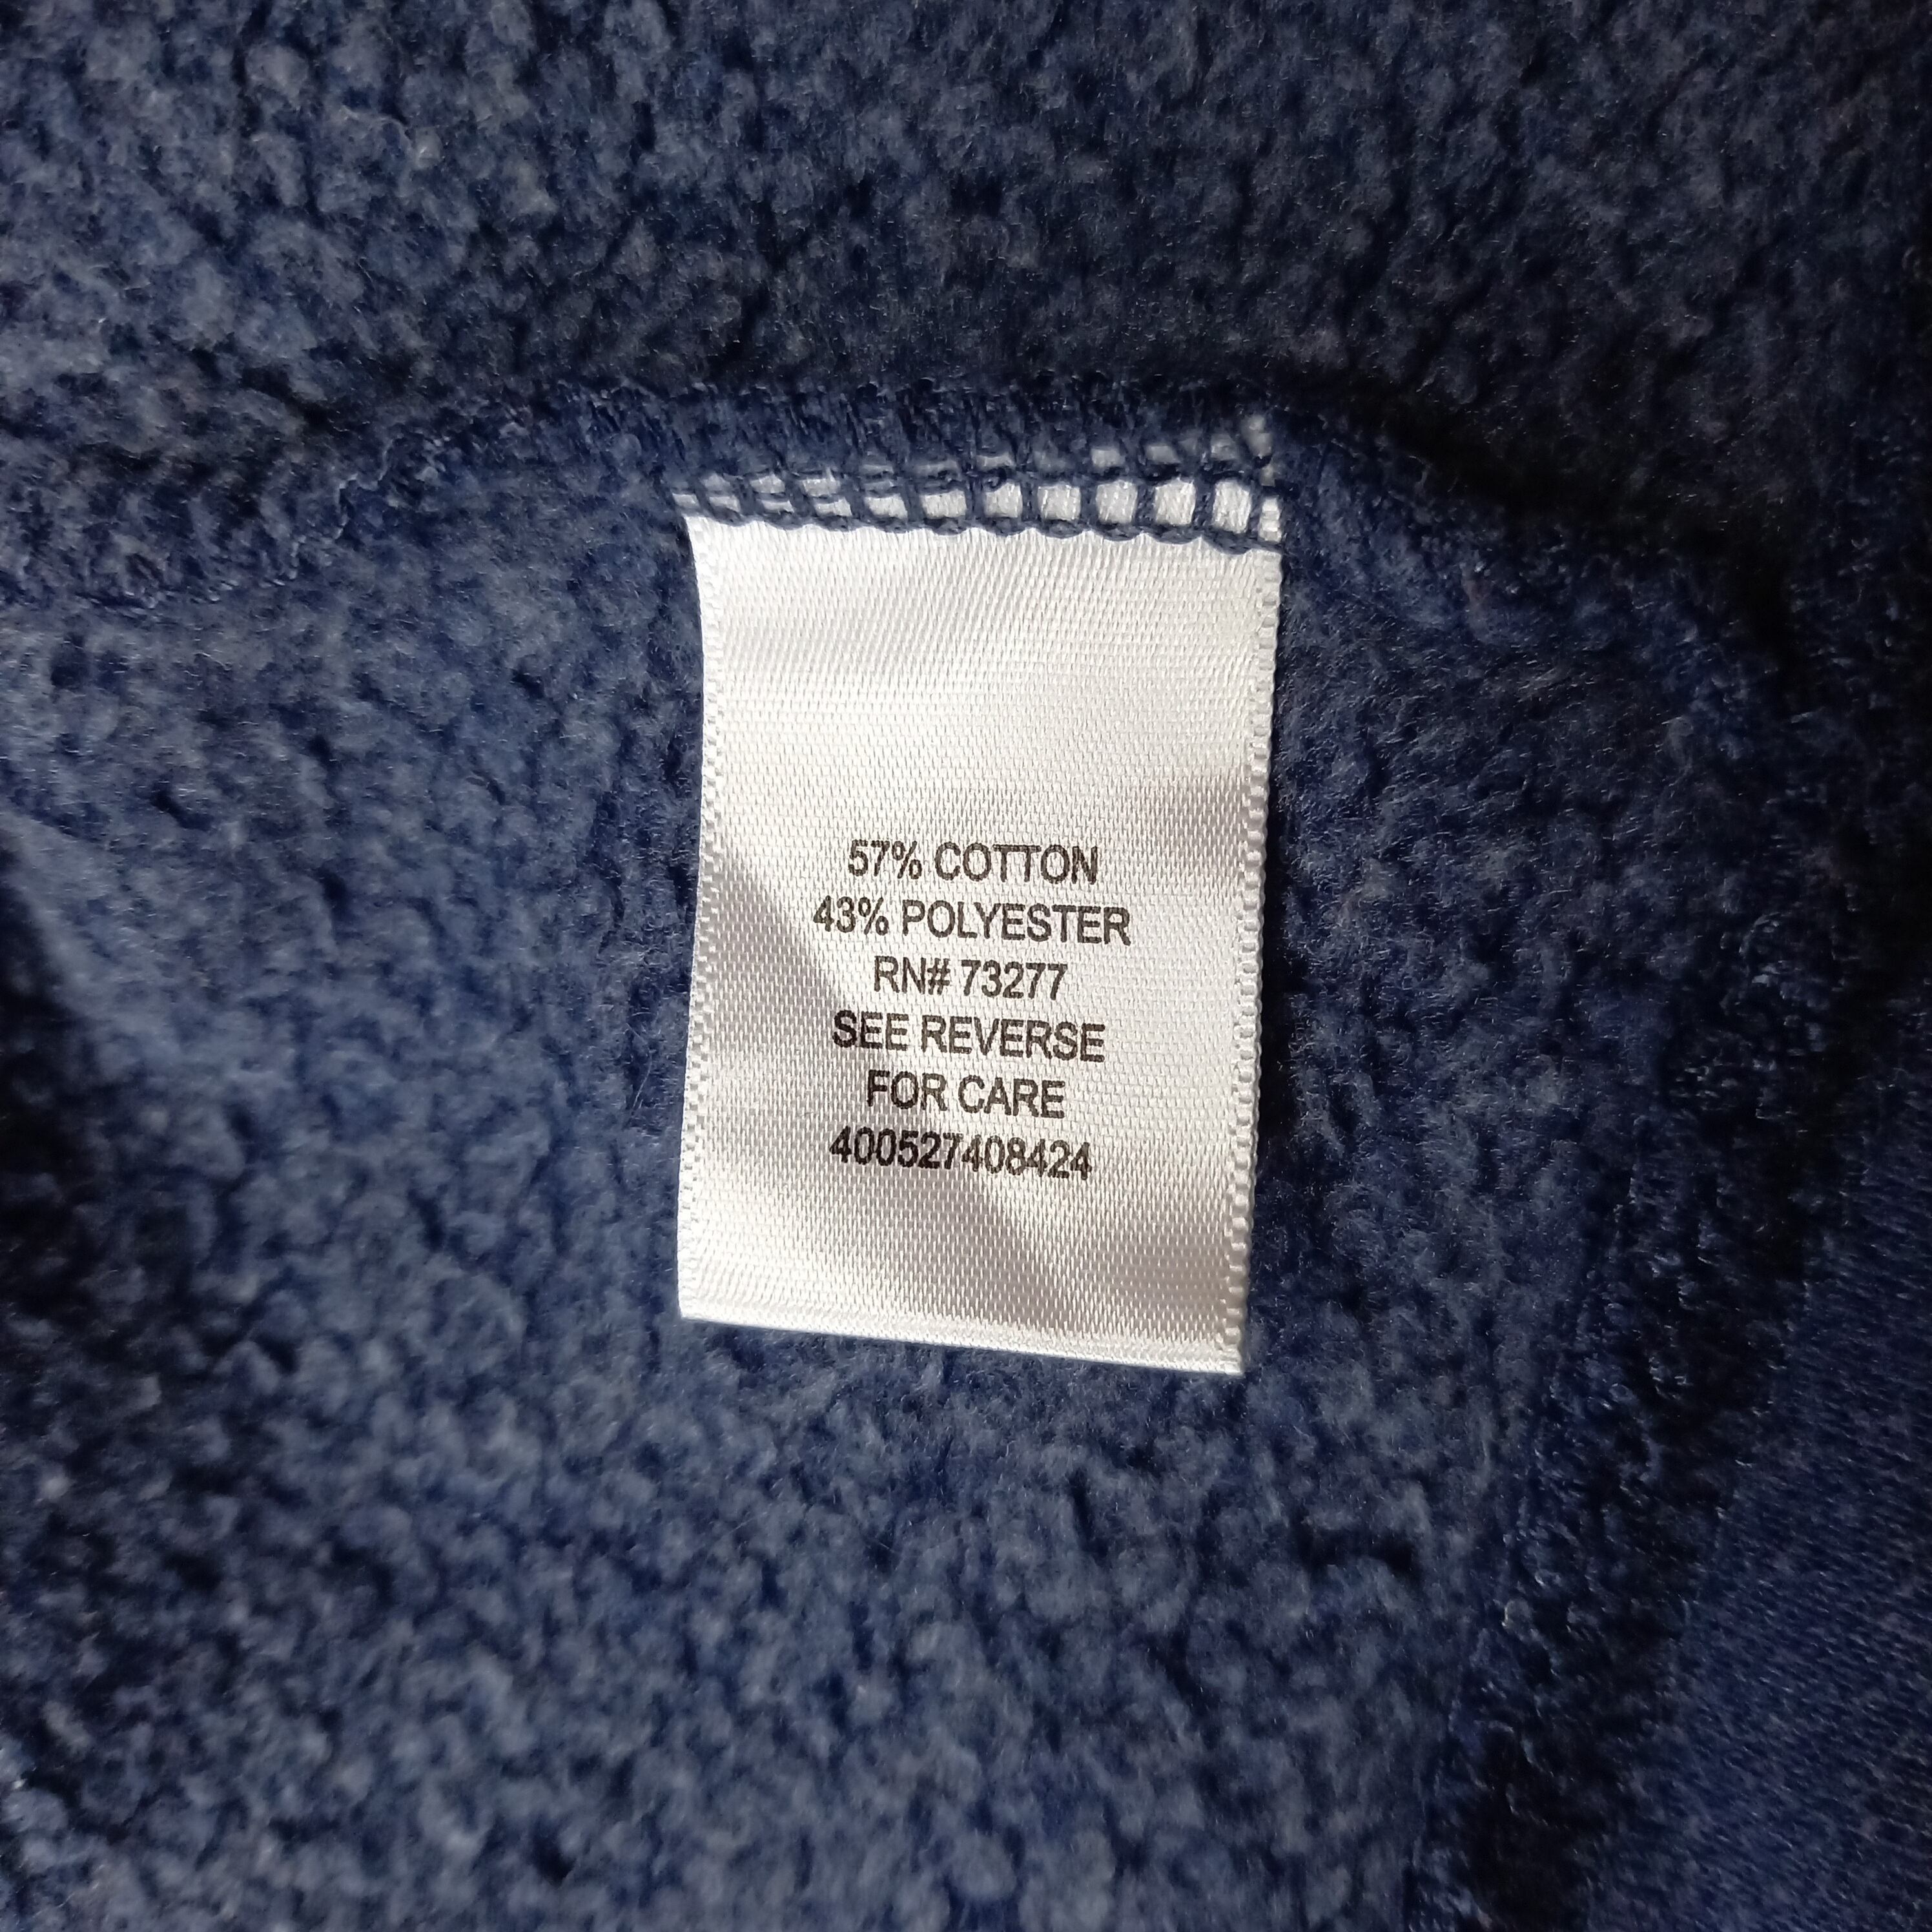 57% COTTON
43% POLYESTER
RN# 73277
SEE REVERSE
FOR CARE
400527408424